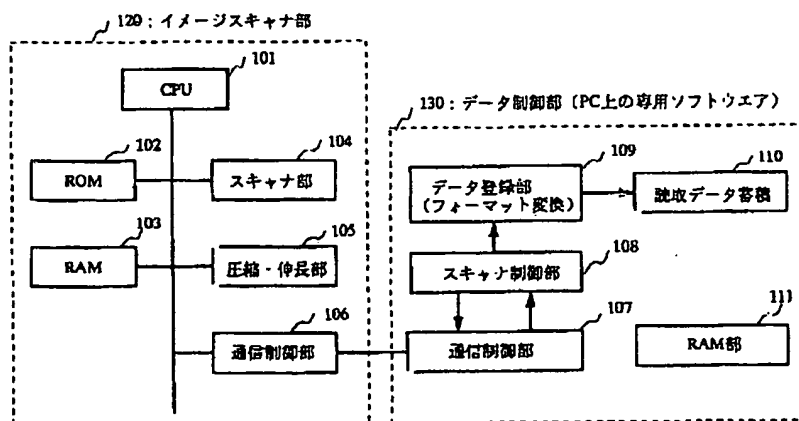 120：イメージスキャナ部
101
CPU
102
ROM
104
スキャナ部
103
RAM
105
圧縮・伸長部
106
通信制御部
130：データ制御部（PC上の専用ソフトウエア）
109
データ登録部
（フォーマット変換）
110
読取データ蓄積
スキャナ制御部
108
107
通信制御部
111
RAM部